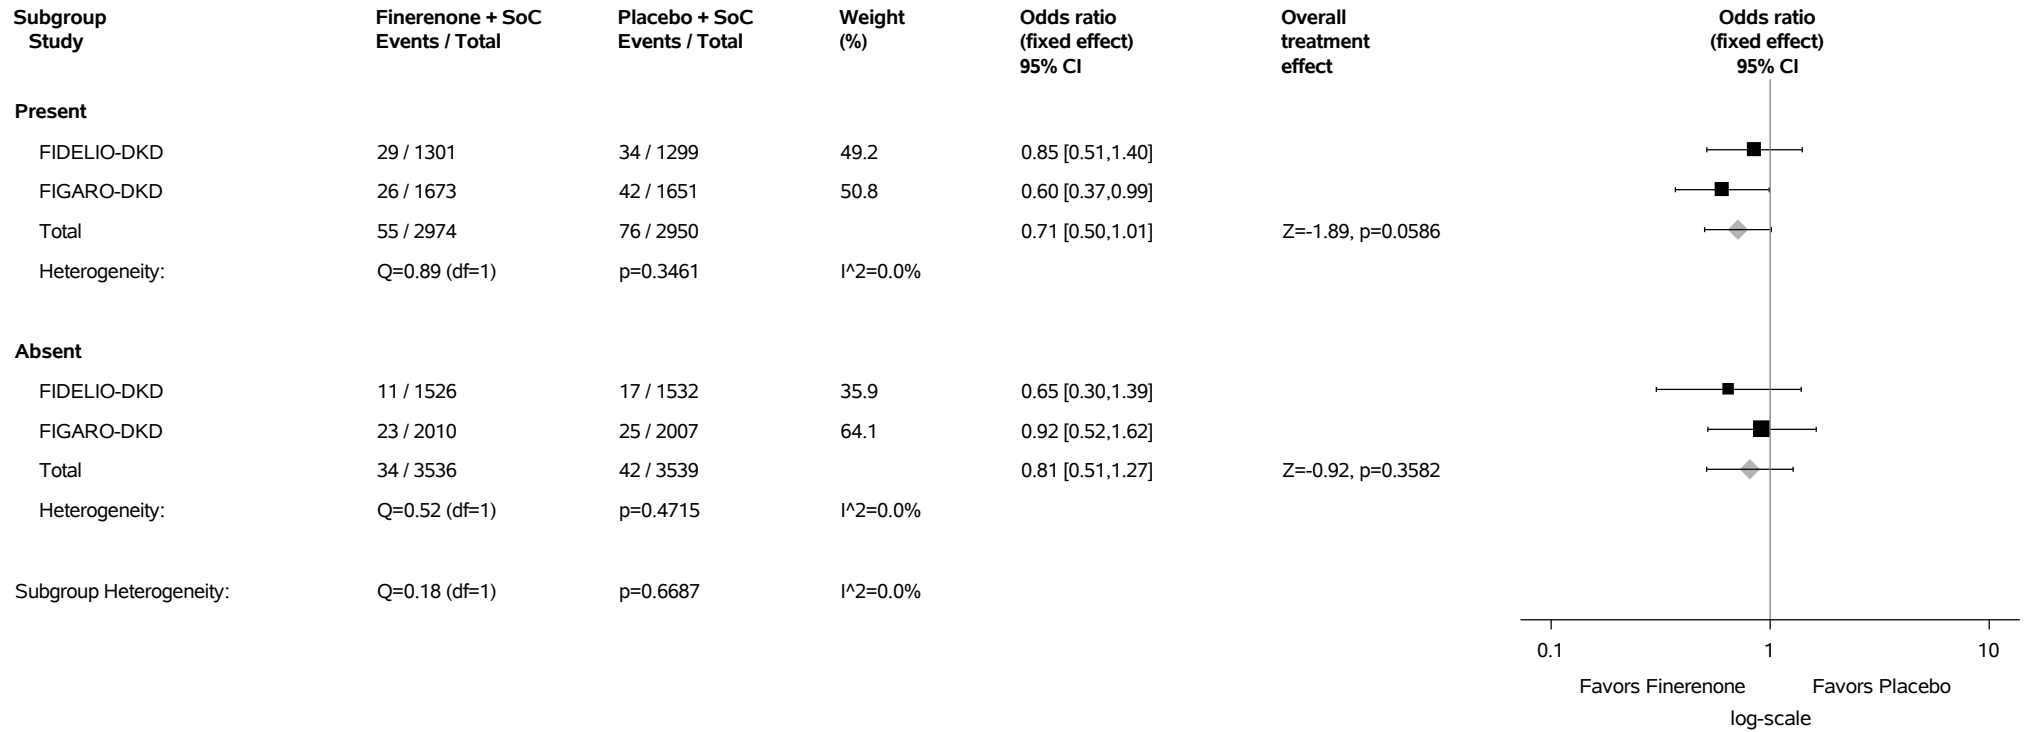 Subgroup Finerenone + SoC Placebo + SoC Weight Odds ratio Overall Odds ratio
Study Events / Total Events / Total (%) (fixed effect) treatment (fixed effect)
95% CI effect 95% CI
Present
FIDELIO-DKD 29 / 1301 34 / 1299 49.2 0.85 [0.51,1.40]
FIGARO-DKD 26 / 1673 42 / 1651 50.8 0.60 [0.37,0.99]
Total 55 / 2974 76 / 2950 0.71 [0.50,1.01] Z=-1.89, p=0.0586
Heterogeneity: Q=0.89 (df=1) p=0.3461 I^2=0.0%
Absent
FIDELIO-DKD 11 / 1526 17 / 1532 35.9 0.65 [0.30,1.39]
FIGARO-DKD 23 / 2010 25 / 2007 64.1 0.92 [0.52,1.62]
Total 34 / 3536 42 / 3539 0.81 [0.51,1.27] Z=-0.92, p=0.3582
Heterogeneity: Q=0.52 (df=1) p=0.4715 I^2=0.0%
Subgroup Heterogeneity: Q=0.18 (df=1) p=0.6687 I^2=0.0%
0.1 1 10
Favors Finerenone Favors Placebo
log-scale